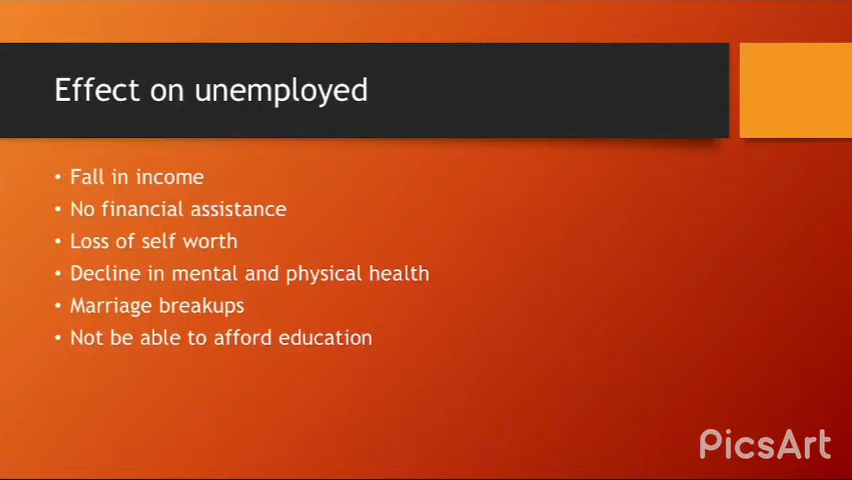 Effect on unemployed
• Fall in income
• No financial assistance
• Loss of self worth
• Decline in mental and physical health
• Marriage breakups
• Not be able to afford education
PicsArt